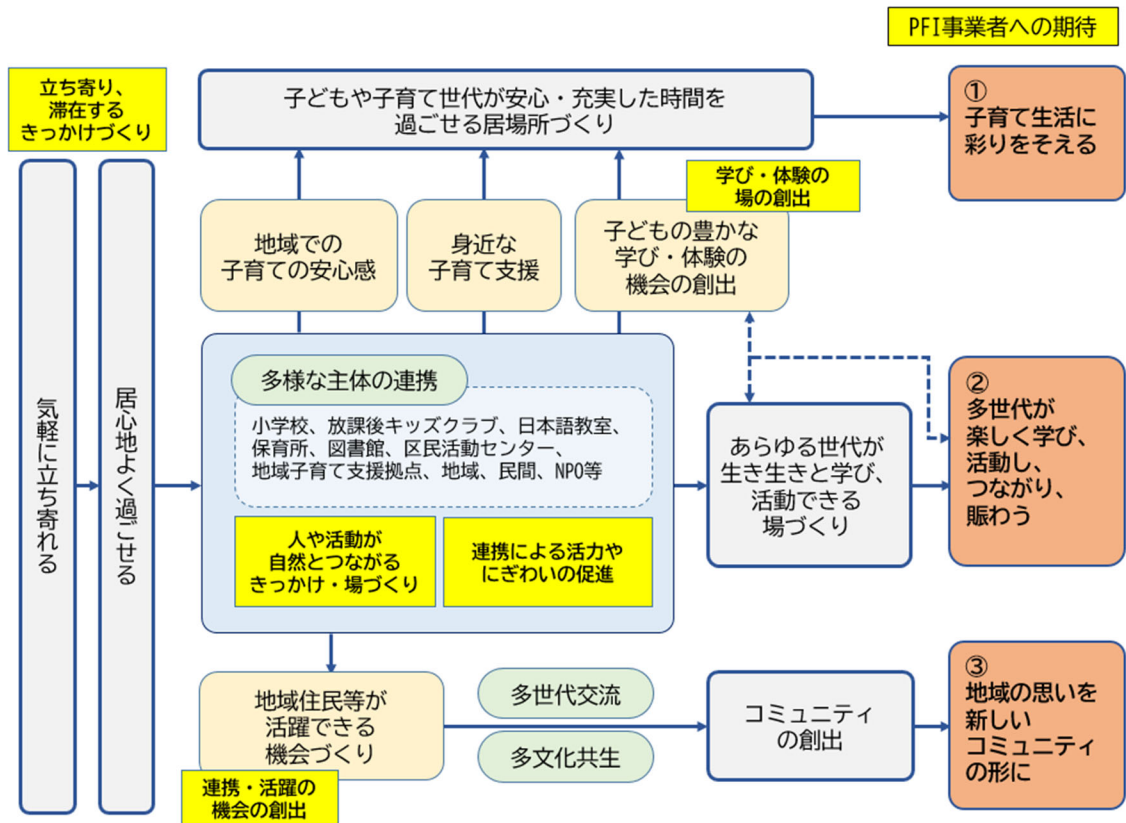 PFI事業者への期待
立ち寄り、
滞在する
きっかけづくり
気軽に立ち寄れる
居心地よく過ごせる
子どもや子育て世代が安心・充実した時間を
過ごせる居場所づくり
①
子育て生活に
彩りをそえる
学び・体験の
場の創出
地域での
子育ての安心感
身近な
子育て支援
子どもの豊かな
学び・体験の
機会の創出
多様な主体の連携
小学校、放課後キッズクラブ、日本語教室、
保育所、図書館、区民活動センター、
地域子育て支援拠点、地域、民間、NPO等
人や活動が
自然とつながる
きっかけ・場づくり
連携による活力や
にぎわいの促進
あらゆる世代が
生き生きと学び、
活動できる
場づくり
②
多世代が
楽しく学び、
活動し、
つながり、
賑わう
地域住民等が
活躍できる
機会づくり
連携・活躍の
機会の創出
多世代交流
多文化共生
コミュニティ
の創出
③
地域の思いを
新しい
コミュニティ
の形に